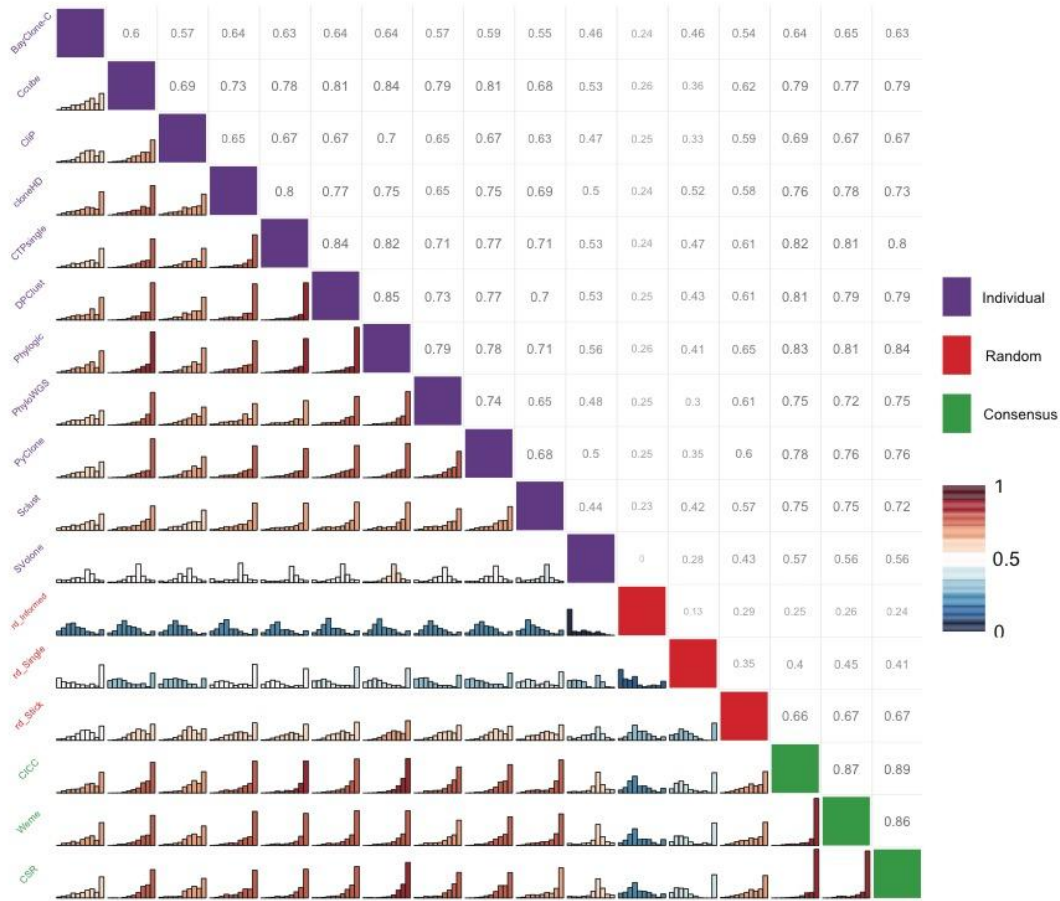 BayClone-C 0.6 0.57 0.64 0.63 0.64 0.64 0.57 0.59 0.55 0.46 0.24 0.46 0.54 0.64 0.65 0.63
Ccube 0.69 0.73 0.78 0.81 0.84 0.79 0.81 0.68 0.53 0.26 0.36 0.62 0.79 0.77 0.79
CliP 0.65 0.67 0.67 0.7 0.65 0.67 0.63 0.47 0.25 0.33 0.59 0.69 0.67 0.67
cloneHD 0.8 0.77 0.75 0.65 0.75 0.69 0.5 0.24 0.52 0.58 0.76 0.78 0.73
CTPsingle 0.84 0.82 0.71 0.77 0.71 0.53 0.24 0.47 0.61 0.82 0.81 0.8
DPClust 0.85 0.73 0.77 0.7 0.53 0.25 0.43 0.61 0.81 0.79 0.79
Phylogic 0.79 0.78 0.71 0.56 0.26 0.41 0.65 0.83 0.81 0.84
PhyloWGS 0.74 0.65 0.48 0.25 0.3 0.61 0.75 0.72 0.75
PyClone 0.68 0.5 0.25 0.35 0.6 0.78 0.76 0.76
Sclust 0.44 0.23 0.42 0.57 0.75 0.75 0.72
SVclone 0 0.28 0.43 0.57 0.56 0.56
rd_Informed 0.13 0.29 0.25 0.26 0.24
rd_Single 0.35 0.4 0.45 0.41
rd_Stick 0.66 0.67 0.67
CICC 0.87 0.89
Weme 0.86
CSR
Individual
Random
Consensus
1
0.5
0